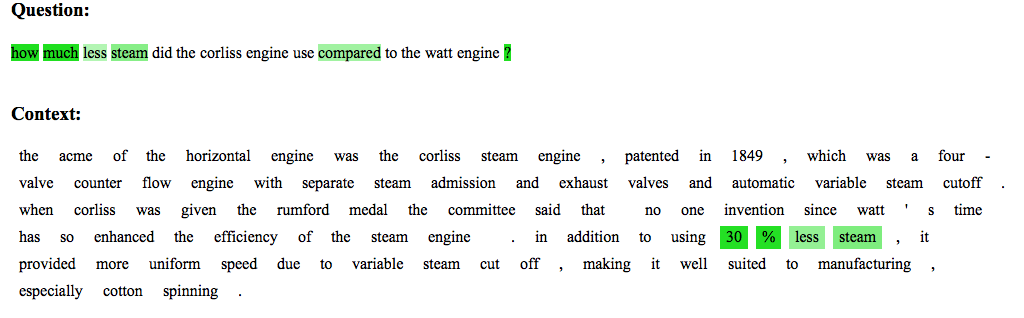 Question:
how much less steam did the corliss engine use compared to the watt engine ?
Context:
the acme of the horizontal engine was the corliss steam engine , patented in 1849 , which was a four -
valve counter flow engine with separate steam admission and exhaust valves and automatic variable steam cutoff .
when corliss was given the rumford medal the committee said that no one invention since watt ' s time
has so enhanced the efficiency of the steam engine . in addition to using 30 % less steam , it
provided more uniform speed due to variable steam cut off , making it well suited to manufacturing ,
especially cotton spinning .